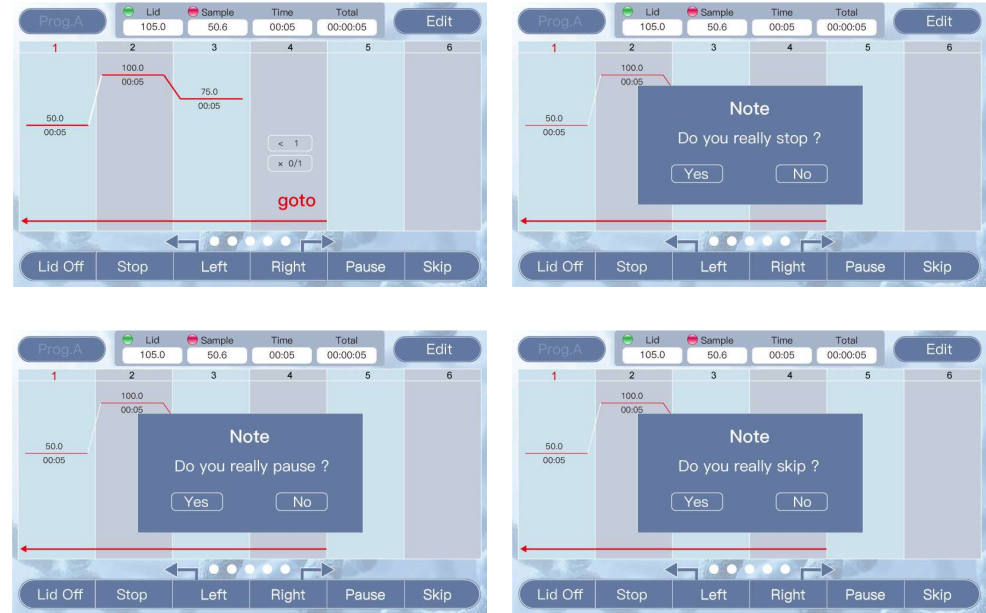 Prog.A Lid Sample Time Total Edit
105.0 50.6 00:05 00:00:05
1 2 3 4 5 6
100.0
00:05
75.0
00:05
50.0
00:05
< 1
× 0/1
goto
Lid Off Stop Left Right Pause Skip
Prog.A Lid Sample Time Total Edit
105.0 50.6 00:05 00:00:05
1 2 3 4 5 6
100.0
00:05
50.0
00:05
Note
Do you really stop ?
Yes No
Lid Off Stop Left Right Pause Skip
Prog.A Lid Sample Time Total Edit
105.0 50.6 00:05 00:00:05
1 2 3 4 5 6
100.0
00:05
50.0
00:05
Note
Do you really pause ?
Yes No
Lid Off Stop Left Right Pause Skip
Prog.A Lid Sample Time Total Edit
105.0 50.6 00:05 00:00:05
1 2 3 4 5 6
100.0
00:05
50.0
00:05
Note
Do you really skip ?
Yes No
Lid Off Stop Left Right Pause Skip